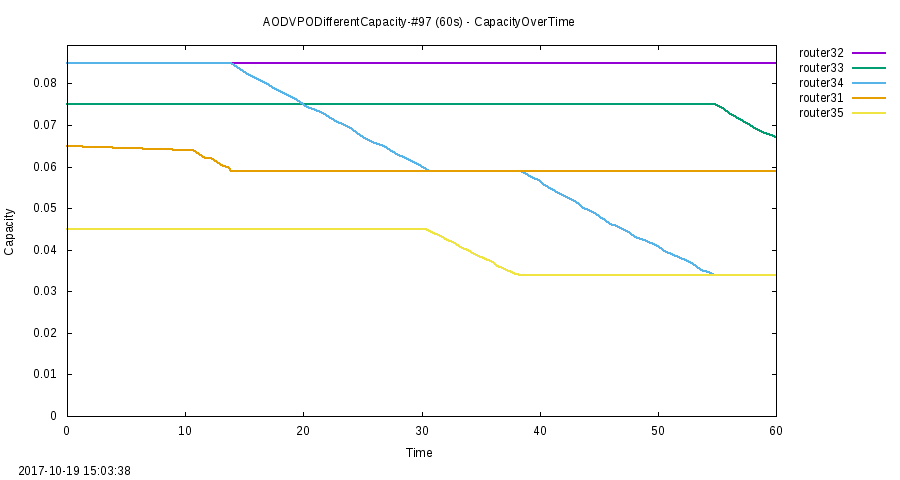 AODVPODifferentCapacity-#97 (60s) - CapacityOverTime
router32
router33
router34
router31
router35
0.08
0.07
0.06
0.05
0.04
0.03
0.02
0.01
0
Capacity
0 10 20 30 40 50 60
Time
2017-10-19 15:03:38